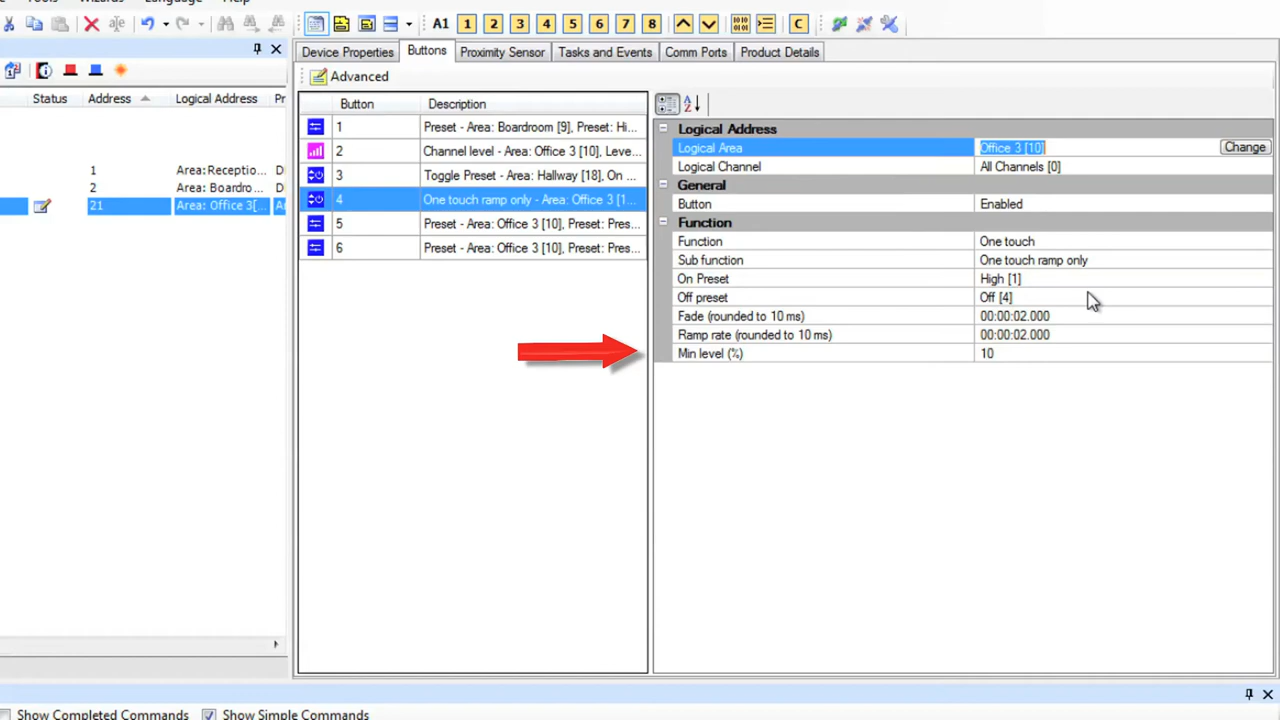 Tools Wizards Language Help
A1 1 2 3 4 5 6 7 8 C
Device Properties Buttons Proximity Sensor Tasks and Events Comm Ports Product Details
Advanced
Status Address Logical Address
1 Area:Receptio...
2 Area: Boardro...
21 Area: Office 3[...
Button Description
1 Preset - Area: Boardroom [9], Preset: Hi...
2 Channel level - Area: Office 3 [10], Leve...
3 Toggle Preset - Area: Hallway [18], On ...
4 One touch ramp only - Area: Office 3 [1...
5 Preset - Area: Office 3 [10], Preset: Pres...
6 Preset - Area: Office 3 [10], Preset: Pres...
Logical Address
Logical Area Office 3 [10] Change
Logical Channel All Channels [0]
General
Button Enabled
Function
Function One touch
Sub function One touch ramp only
On Preset High [1]
Off preset Off [4]
Fade (rounded to 10 ms) 00:00:02.000
Ramp rate (rounded to 10 ms) 00:00:02.000
Min level (%) 10
Show Completed Commands Show Simple Commands